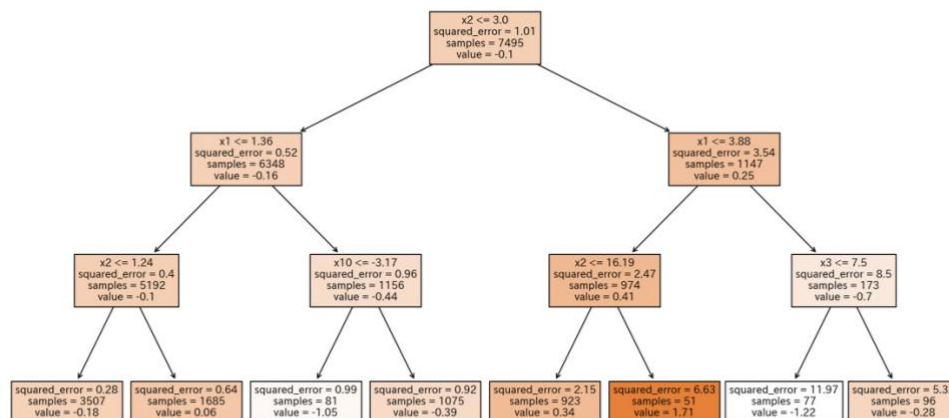 x2 <= 3.0
squared_error = 1.01
samples = 7495
value = -0.1
x1 <= 1.36
squared_error = 0.52
samples = 6348
value = -0.16
x1 <= 3.88
squared_error = 3.54
samples = 1147
value = 0.25
x2 <= 1.24
squared_error = 0.4
samples = 5192
value = -0.1
x10 <= -3.17
squared_error = 0.96
samples = 1156
value = -0.44
x2 <= 16.19
squared_error = 2.47
samples = 974
value = 0.41
x3 <= 7.5
squared_error = 8.5
samples = 173
value = -0.7
squared_error = 0.28
samples = 3507
value = -0.18
squared_error = 0.64
samples = 1685
value = 0.06
squared_error = 0.99
samples = 81
value = -1.05
squared_error = 0.92
samples = 1075
value = -0.39
squared_error = 2.15
samples = 923
value = 0.34
squared_error = 6.63
samples = 51
value = 1.71
squared_error = 11.97
samples = 77
value = -1.22
squared_error = 5.3
samples = 96
value = -0.28